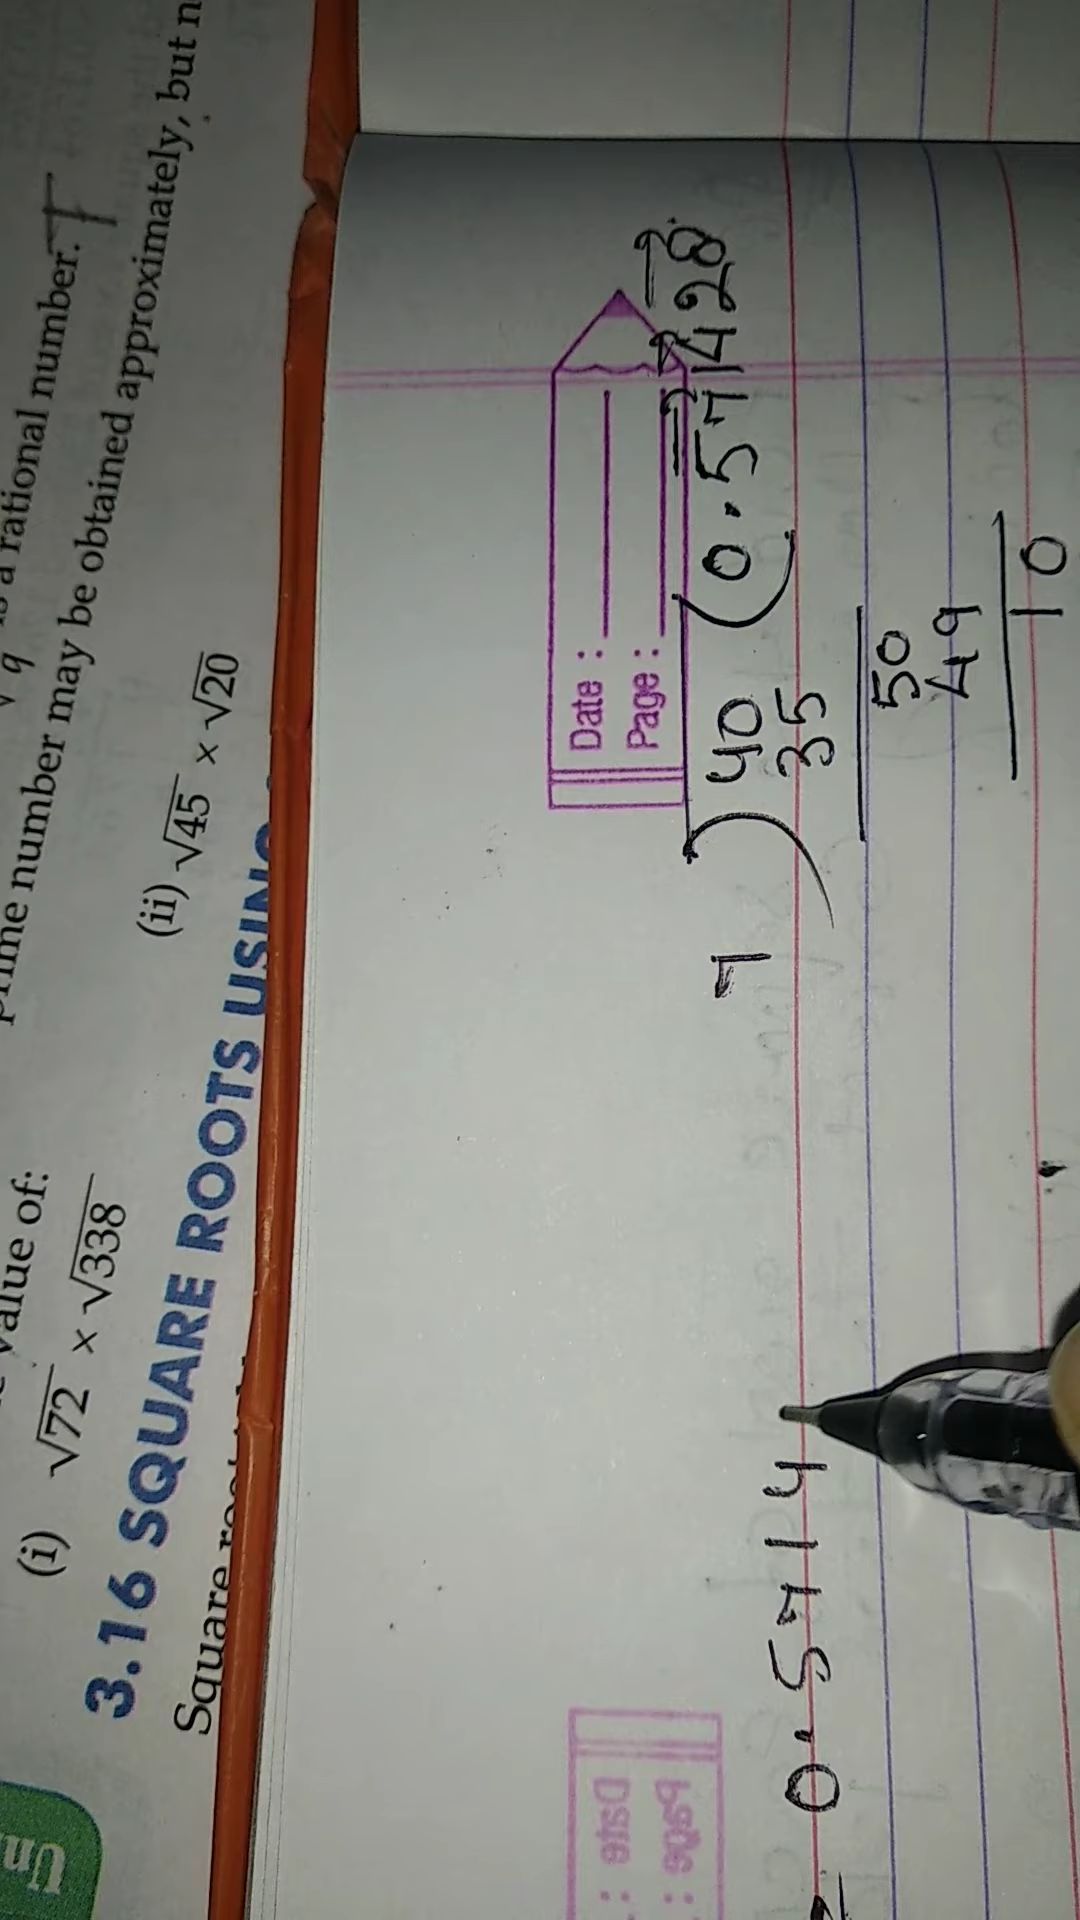 q is a rational number.
prime number may be obtained approximately, but n
value of:
(i) √72 × √338
(ii) √45 × √20
3.16 SQUARE ROOTS USING
Square
Un
Date :
Page :
7 ) 40 ( 0.571428
35
50
49
10
0.5714
Date :
Page :